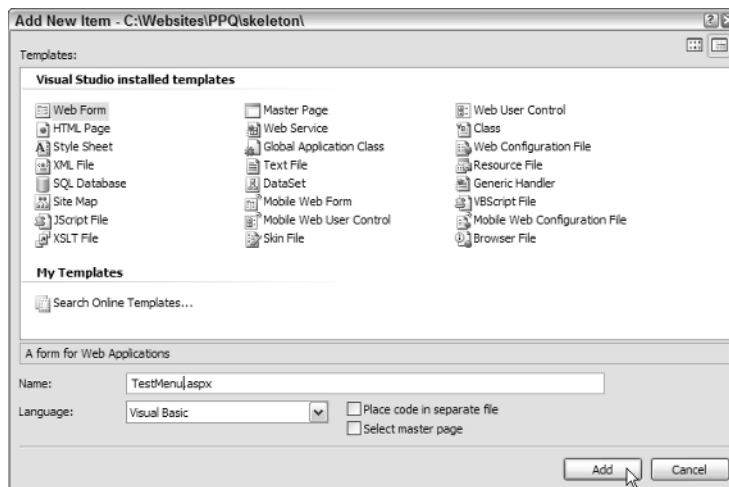 Add New Item - C:\Websites\PPQ\skeleton\
Templates:
Visual Studio installed templates
Web Form Master Page Web User Control
HTML Page Web Service Class
Style Sheet Global Application Class Web Configuration File
XML File Text File Resource File
SQL Database DataSet Generic Handler
Site Map Mobile Web Form VBScript File
JScript File Mobile Web User Control Mobile Web Configuration File
XSLT File Skin File Browser File
My Templates
Search Online Templates...
A form for Web Applications
Name: TestMenu.aspx
Language: Visual Basic Place code in separate file
Select master page
Add Cancel